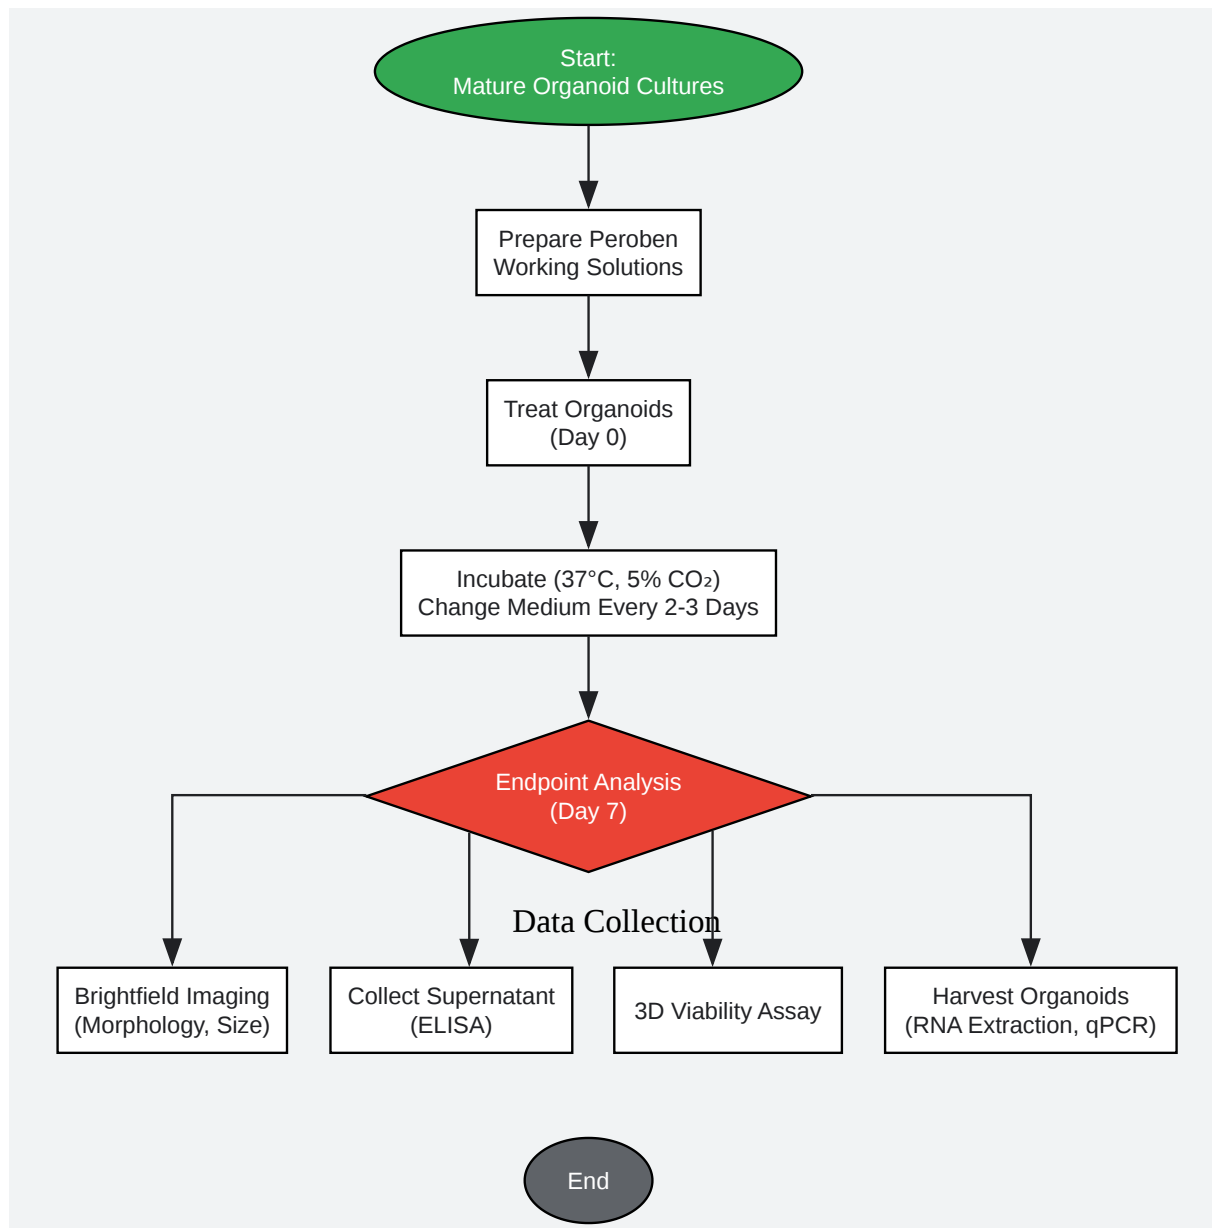 Start:
Mature Organoid Cultures
Prepare Peroben
Working Solutions
Treat Organoids
(Day 0)
Incubate (37°C, 5% CO₂)
Change Medium Every 2-3 Days
Endpoint Analysis
(Day 7)
Data Collection
Brightfield Imaging
(Morphology, Size)
Collect Supernatant
(ELISA)
3D Viability Assay
Harvest Organoids
(RNA Extraction, qPCR)
End